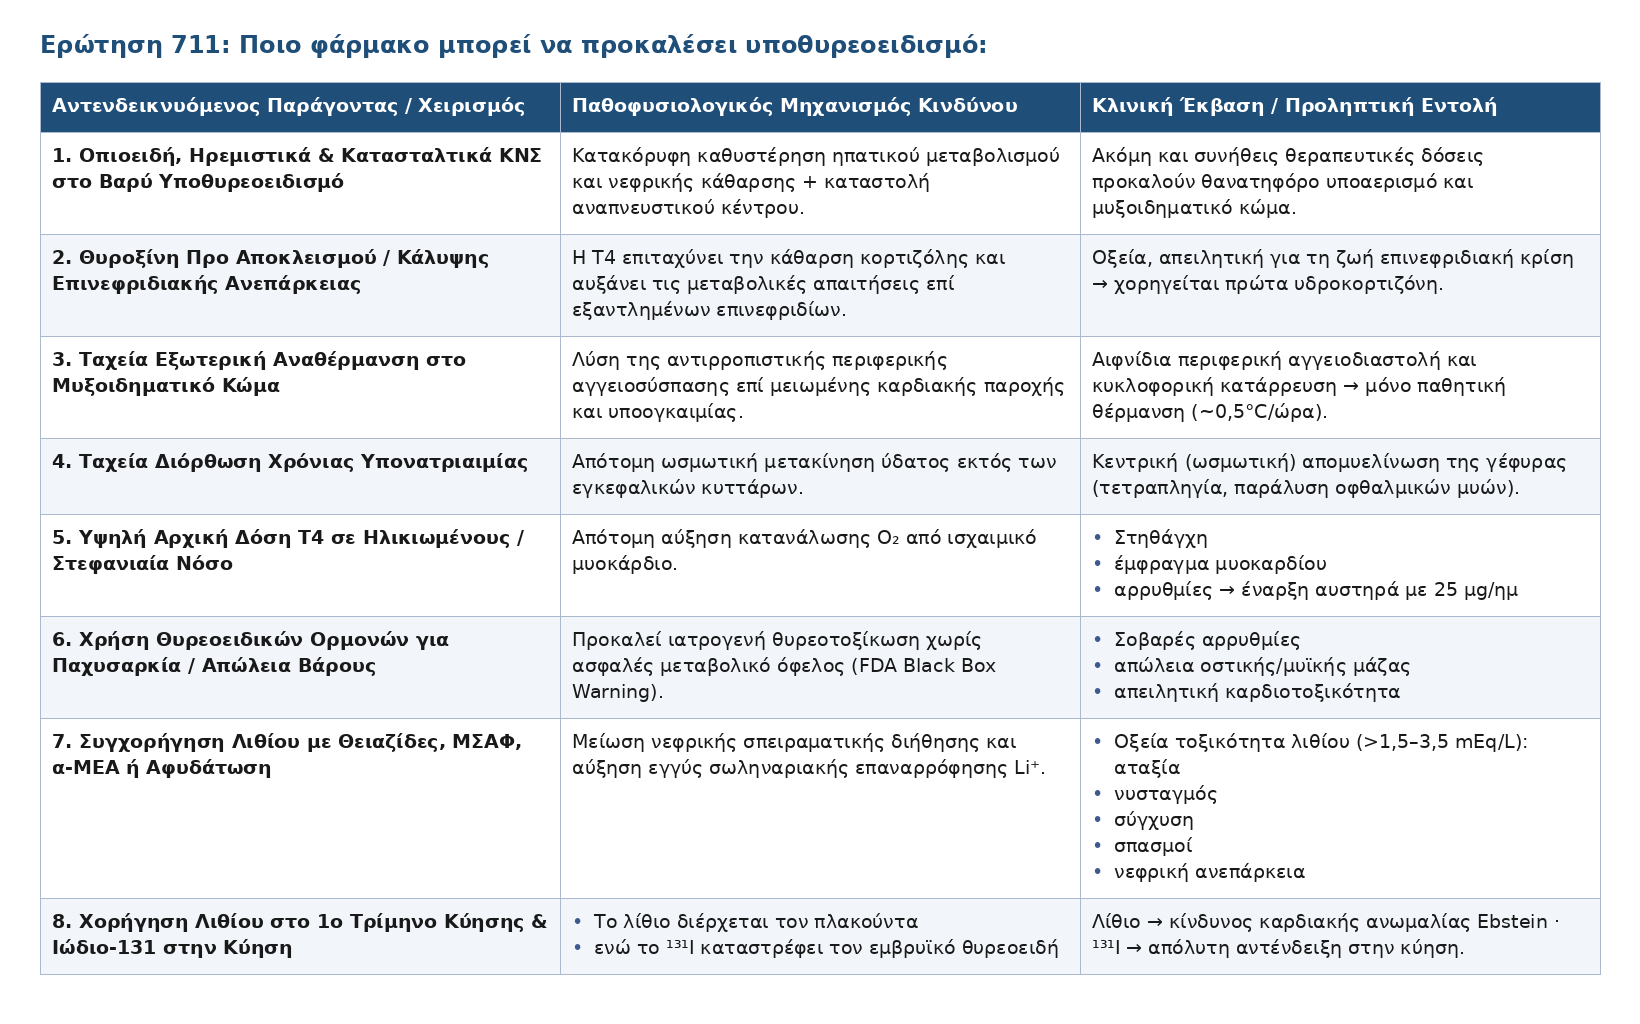 Ερώτηση 711: Ποιο φάρμακο μπορεί να προκαλέσει υποθυρεοειδισμό:
Αντενδεικνυόμενος Παράγοντας / Χειρισμός
Παθοφυσιολογικός Μηχανισμός Κινδύνου
Κλινική Έκβαση / Προληπτική Εντολή
1. Οπιοειδή, Ηρεμιστικά & Κατασταλτικά ΚΝΣ
στο Βαρύ Υποθυρεοειδισμό
Κατακόρυφη καθυστέρηση ηπατικού μεταβολισμού
και νεφρικής κάθαρσης + καταστολή
αναπνευστικού κέντρου.
Ακόμη και συνήθεις θεραπευτικές δόσεις
προκαλούν θανατηφόρο υποαερισμό και
μυξοιδηματικό κώμα.
2. Θυροξίνη Προ Αποκλεισμού / Κάλυψης
Επινεφριδιακής Ανεπάρκειας
Η Τ4 επιταχύνει την κάθαρση κορτιζόλης και
αυξάνει τις μεταβολικές απαιτήσεις επί
εξαντλημένων επινεφριδίων.
Οξεία, απειλητική για τη ζωή επινεφριδιακή κρίση
→ χορηγείται πρώτα υδροκορτιζόνη.
3. Ταχεία Εξωτερική Αναθέρμανση στο
Μυξοιδηματικό Κώμα
Λύση της αντιρροπιστικής περιφερικής
αγγειοσύσπασης επί μειωμένης καρδιακής παροχής
και υποογκαιμίας.
Αιφνίδια περιφερική αγγειοδιαστολή και
κυκλοφορική κατάρρευση → μόνο παθητική
θέρμανση (~0,5°C/ώρα).
4. Ταχεία Διόρθωση Χρόνιας Υπονατριαιμίας
Απότομη ωσμωτική μετακίνηση ύδατος εκτός των
εγκεφαλικών κυττάρων.
Κεντρική (ωσμωτική) απομυελίνωση της γέφυρας
(τετραπληγία, παράλυση οφθαλμικών μυών).
5. Υψηλή Αρχική Δόση Τ4 σε Ηλικιωμένους /
Στεφανιαία Νόσο
Απότομη αύξηση κατανάλωσης O₂ από ισχαιμικό
μυοκάρδιο.
• Στηθάγχη
• έμφραγμα μυοκαρδίου
• αρρυθμίες → έναρξη αυστηρά με 25 μg/ημ
6. Χρήση Θυρεοειδικών Ορμονών για
Παχυσαρκία / Απώλεια Βάρους
Προκαλεί ιατρογενή θυρεοτοξίκωση χωρίς
ασφαλές μεταβολικό όφελος (FDA Black Box
Warning).
• Σοβαρές αρρυθμίες
• απώλεια οστικής/μυϊκής μάζας
• απειλητική καρδιοτοξικότητα
7. Συγχορήγηση Λιθίου με Θειαζίδες, ΜΣΑΦ,
α-ΜΕΑ ή Αφυδάτωση
Μείωση νεφρικής σπειραματικής διήθησης και
αύξηση εγγύς σωληναριακής επαναρρόφησης Li⁺.
• Οξεία τοξικότητα λιθίου (>1,5–3,5 mEq/L):
αταξία
• νυσταγμός
• σύγχυση
• σπασμοί
• νεφρική ανεπάρκεια
8. Χορήγηση Λιθίου στο 1ο Τρίμηνο Κύησης &
Ιώδιο-131 στην Κύηση
• Το λίθιο διέρχεται τον πλακούντα
• ενώ το ¹³¹I καταστρέφει τον εμβρυϊκό θυρεοειδή
Λίθιο → κίνδυνος καρδιακής ανωμαλίας Ebstein ·
¹³¹I → απόλυτη αντένδειξη στην κύηση.